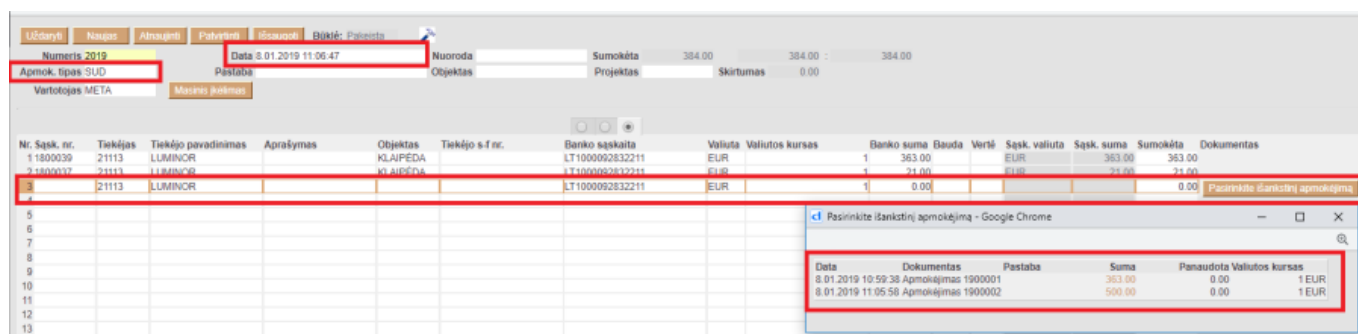 Uždaryti Naujas Atnaujinti Patvirtinti Išsaugoti Būklė: Pakeista
Numeris 2019 Data 8.01.2019 11:06:47 Nuoroda Sumokėta 384.00 384.00 : 384.00
Apmok. tipas SUD Pastaba Objektas Projektas Skirtumas 0.00
Vartotojas META Masinis įkėlimas
Nr. Sąsk. nr. Tiekėjas Tiekėjo pavadinimas Aprašymas Objektas Tiekėjo s-f nr. Banko sąskaita Valiuta Valiutos kursas Banko suma Bauda Vertė Sąsk. valiuta Sąsk. suma Sumokėta Dokumentas
1 1800039 21113 LUMINOR KLAIPĖDA LT1000092832211 EUR 1 363.00 EUR 363.00 363.00
2 1800037 21113 LUMINOR KLAIPĖDA LT1000092832211 EUR 1 21.00 EUR 21.00 21.00
3 21113 LUMINOR LT1000092832211 EUR 1 0.00 0.00 Pasirinkite išankstinį apmokėjimą
4
5
6
7
8
9
10
11
12
13
Pasirinkite išankstinį apmokėjimą - Google Chrome
Data Dokumentas Pastaba Suma Panaudota Valiutos kursas
8.01.2019 10:59:38 Apmokėjimas 1900001 363.00 0.00 1 EUR
8.01.2019 11:05:58 Apmokėjimas 1900002 500.00 0.00 1 EUR